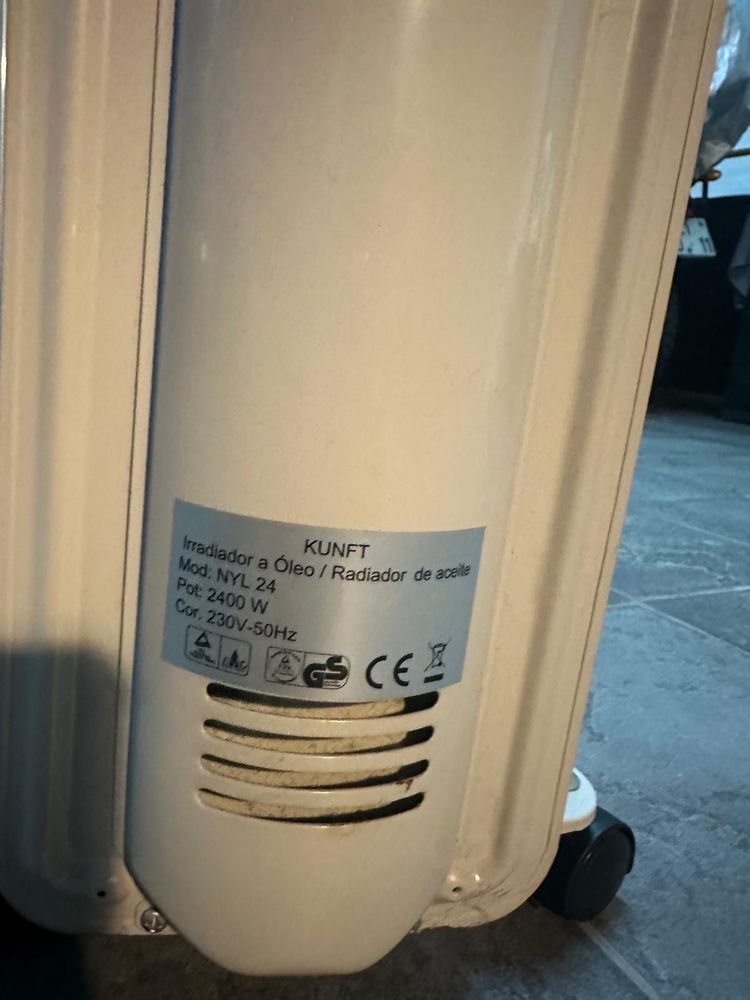 KUNFT
Irradiador a Óleo / Radiador de aceite
Mod: NYL 24
Pot: 2400 W
Cor. 230V-50Hz
GS CE